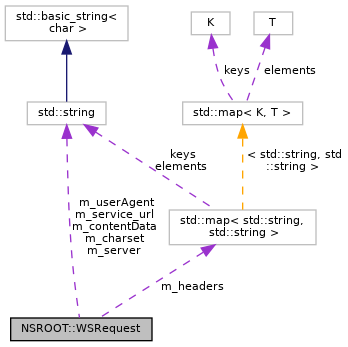 std::basic_string<
char >
K
T
keys
elements
std::string
std::map< K, T >
keys
elements
< std::string, std
::string >
m_userAgent
m_service_url
m_contentData
m_charset
m_server
std::map< std::string,
std::string >
m_headers
NSROOT::WSRequest